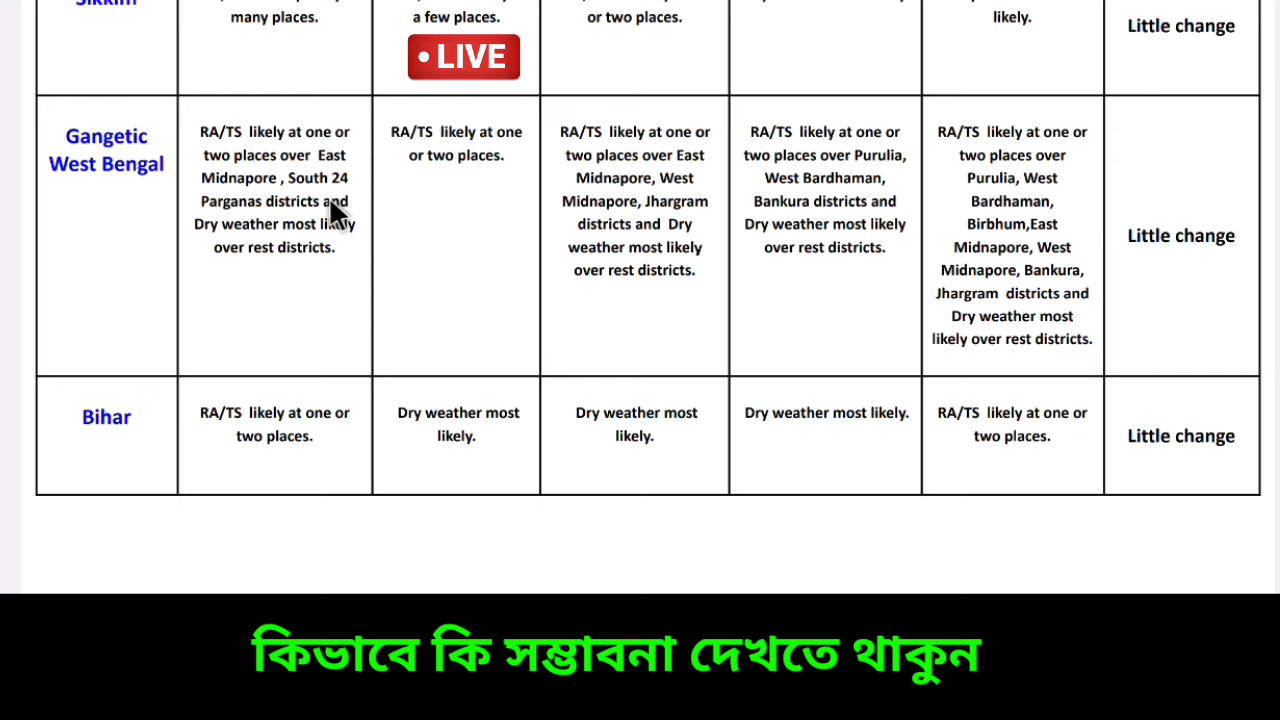 many places.
a few places.
or two places.
likely.
Little change
• LIVE
Gangetic
West Bengal
RA/TS likely at one or
two places over East
Midnapore , South 24
Parganas districts and
Dry weather most likely
over rest districts.
RA/TS likely at one
or two places.
RA/TS likely at one or
two places over East
Midnapore, West
Midnapore, Jhargram
districts and Dry
weather most likely
over rest districts.
RA/TS likely at one or
two places over Purulia,
West Bardhaman,
Bankura districts and
Dry weather most likely
over rest districts.
RA/TS likely at one or
two places over
Purulia, West
Bardhaman,
Birbhum,East
Midnapore, West
Midnapore, Bankura,
Jhargram districts and
Dry weather most
likely over rest districts.
Little change
Bihar
RA/TS likely at one or
two places.
Dry weather most
likely.
Dry weather most
likely.
Dry weather most likely.
RA/TS likely at one or
two places.
Little change
কিভাবে কি সম্ভাবনা দেখতে থাকুন